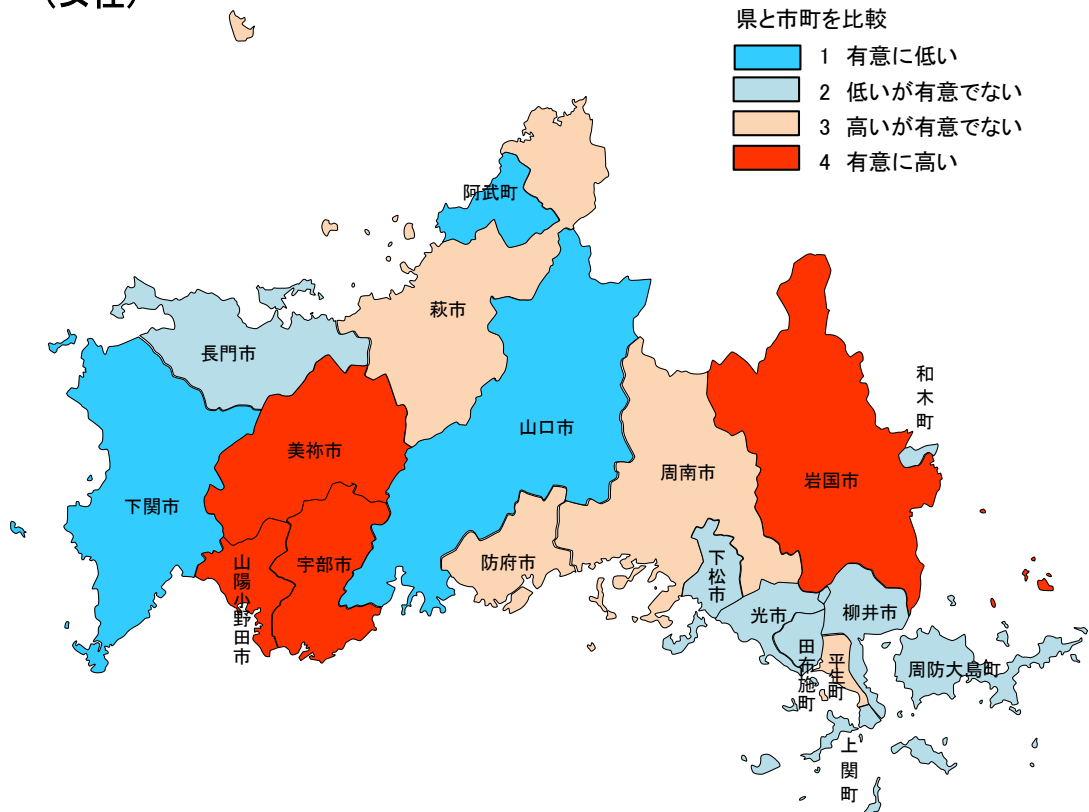 (女性)
県と市町を比較
1 有意に低い
2 低いが有意でない
3 高いが有意でない
4 有意に高い
阿武町
萩市
長門市
和木町
山口市
美祢市
周南市
岩国市
下関市
防府市
宇部市
山陽小野田市
下松市
光市
柳井市
田布施町
平生町
周防大島町
上関町